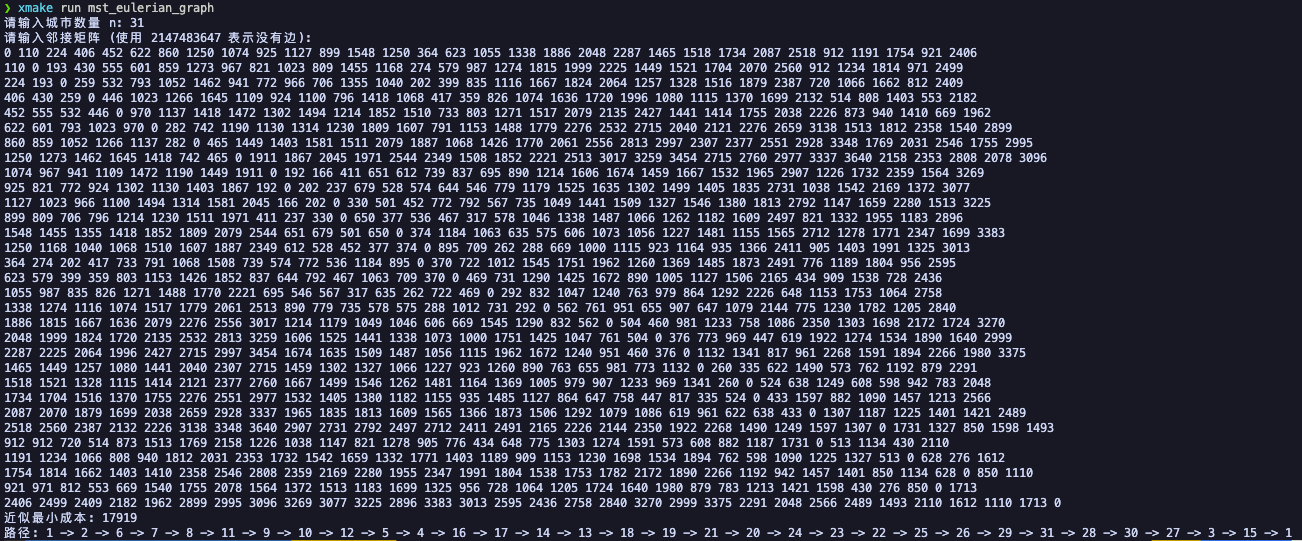 ❯ xmake run mst_eulerian_graph
请输入城市数量 n: 31
请输入邻接矩阵 (使用 2147483647 表示没有边):
0 110 224 406 452 622 860 1250 1074 925 1127 899 1548 1250 364 623 1055 1338 1886 2048 2287 1465 1518 1734 2087 2518 912 1191 1754 921 2406
110 0 193 430 555 601 859 1273 967 821 1023 809 1455 1168 274 579 987 1274 1815 1999 2225 1449 1521 1704 2070 2560 912 1234 1814 971 2499
224 193 0 259 532 793 1052 1462 941 772 966 706 1355 1040 202 399 835 1116 1667 1824 2064 1257 1328 1516 1879 2387 720 1066 1662 812 2409
406 430 259 0 446 1023 1266 1645 1109 924 1100 796 1418 1068 417 359 826 1074 1636 1720 1996 1080 1115 1370 1699 2132 514 808 1403 553 2182
452 555 532 446 0 970 1137 1418 1472 1302 1494 1214 1852 1510 733 803 1271 1517 2079 2135 2427 1441 1414 1755 2038 2226 873 940 1410 669 1962
622 601 793 1023 970 0 282 742 1190 1130 1314 1230 1809 1607 791 1153 1488 1779 2276 2532 2715 2040 2121 2276 2659 3138 1513 1812 2358 1540 2899
860 859 1052 1266 1137 282 0 465 1449 1403 1581 1511 2079 1887 1068 1426 1770 2061 2556 2813 2997 2307 2377 2551 2928 3348 1769 2031 2546 1755 2995
1250 1273 1462 1645 1418 742 465 0 1911 1867 2045 1971 2544 2349 1508 1852 2221 2513 3017 3259 3454 2715 2760 2977 3337 3640 2158 2353 2808 2078 3096
1074 967 941 1109 1472 1190 1449 1911 0 192 166 411 651 612 739 837 695 890 1214 1606 1674 1459 1667 1532 1965 2907 1226 1732 2359 1564 3269
925 821 772 924 1302 1130 1403 1867 192 0 202 237 679 528 574 644 546 779 1179 1525 1635 1302 1499 1405 1835 2731 1038 1542 2169 1372 3077
1127 1023 966 1100 1494 1314 1581 2045 166 202 0 330 501 452 772 792 567 735 1049 1441 1509 1327 1546 1380 1813 2792 1147 1659 2280 1513 3225
899 809 706 796 1214 1230 1511 1971 411 237 330 0 650 377 536 467 317 578 1046 1338 1487 1066 1262 1182 1609 2497 821 1332 1955 1183 2896
1548 1455 1355 1418 1852 1809 2079 2544 651 679 501 650 0 374 1184 1063 635 575 606 1073 1056 1227 1481 1155 1565 2712 1278 1771 2347 1699 3383
1250 1168 1040 1068 1510 1607 1887 2349 612 528 452 377 374 0 895 709 262 288 669 1000 1115 923 1164 935 1366 2411 905 1403 1991 1325 3013
364 274 202 417 733 791 1068 1508 739 574 772 536 1184 895 0 370 722 1012 1545 1751 1962 1260 1369 1485 1873 2491 776 1189 1804 956 2595
623 579 399 359 803 1153 1426 1852 837 644 792 467 1063 709 370 0 469 731 1290 1425 1672 890 1005 1127 1506 2165 434 909 1538 728 2436
1055 987 835 826 1271 1488 1770 2221 695 546 567 317 635 262 722 469 0 292 832 1047 1240 763 979 864 1292 2226 648 1153 1753 1064 2758
1338 1274 1116 1074 1517 1779 2061 2513 890 779 735 578 575 288 1012 731 292 0 562 761 951 655 907 647 1079 2144 775 1230 1782 1205 2840
1886 1815 1667 1636 2079 2276 2556 3017 1214 1179 1049 1046 606 669 1545 1290 832 562 0 504 460 981 1233 758 1086 2350 1303 1698 2172 1724 3270
2048 1999 1824 1720 2135 2532 2813 3259 1606 1525 1441 1338 1073 1000 1751 1425 1047 761 504 0 376 773 969 447 619 1922 1274 1534 1890 1640 2999
2287 2225 2064 1996 2427 2715 2997 3454 1674 1635 1509 1487 1056 1115 1962 1672 1240 951 460 376 0 1132 1341 817 961 2268 1591 1894 2266 1980 3375
1465 1449 1257 1080 1441 2040 2307 2715 1459 1302 1327 1066 1227 923 1260 890 763 655 981 773 1132 0 260 335 622 1490 573 762 1192 879 2291
1518 1521 1328 1115 1414 2121 2377 2760 1667 1499 1546 1262 1481 1164 1369 1005 979 907 1233 969 1341 260 0 524 638 1249 608 598 942 783 2048
1734 1704 1516 1370 1755 2276 2551 2977 1532 1405 1380 1182 1155 935 1485 1127 864 647 758 447 817 335 524 0 433 1597 882 1090 1457 1213 2566
2087 2070 1879 1699 2038 2659 2928 3337 1965 1835 1813 1609 1565 1366 1873 1506 1292 1079 1086 619 961 622 638 433 0 1307 1187 1225 1401 1421 2489
2518 2560 2387 2132 2226 3138 3348 3640 2907 2731 2792 2497 2712 2411 2491 2165 2226 2144 2350 1922 2268 1490 1249 1597 1307 0 1731 1327 850 1598 1493
912 912 720 514 873 1513 1769 2158 1226 1038 1147 821 1278 905 776 434 648 775 1303 1274 1591 573 608 882 1187 1731 0 513 1134 430 2110
1191 1234 1066 808 940 1812 2031 2353 1732 1542 1659 1332 1771 1403 1189 909 1153 1230 1698 1534 1894 762 598 1090 1225 1327 513 0 628 276 1612
1754 1814 1662 1403 1410 2358 2546 2808 2359 2169 2280 1955 2347 1991 1804 1538 1753 1782 2172 1890 2266 1192 942 1457 1401 850 1134 628 0 850 1110
921 971 812 553 669 1540 1755 2078 1564 1372 1513 1183 1699 1325 956 728 1064 1205 1724 1640 1980 879 783 1213 1421 1598 430 276 850 0 1713
2406 2499 2409 2182 1962 2899 2995 3096 3269 3077 3225 2896 3383 3013 2595 2436 2758 2840 3270 2999 3375 2291 2048 2566 2489 1493 2110 1612 1110 1713 0
近似最小成本: 17919
路径: 1 -> 2 -> 6 -> 7 -> 8 -> 11 -> 9 -> 10 -> 12 -> 5 -> 4 -> 16 -> 17 -> 14 -> 13 -> 18 -> 19 -> 21 -> 20 -> 24 -> 23 -> 22 -> 25 -> 26 -> 29 -> 31 -> 28 -> 30 -> 27 -> 3 -> 15 -> 1